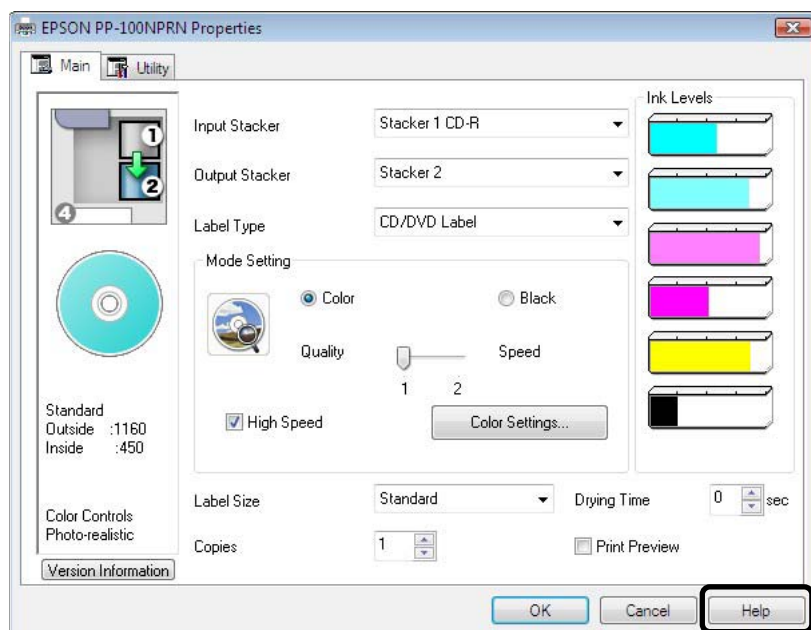 EPSON PP-100NPRN Properties
Main
Utility
1
2
4
Standard
Outside :1160
Inside :450
Color Controls
Photo-realistic
Version Information
Input Stacker
Stacker 1 CD-R
Output Stacker
Stacker 2
Label Type
CD/DVD Label
Mode Setting
Color
Black
Quality
Speed
1 2
High Speed
Color Settings...
Label Size
Standard
Drying Time
0
sec
Copies
1
Print Preview
Ink Levels
OK
Cancel
Help